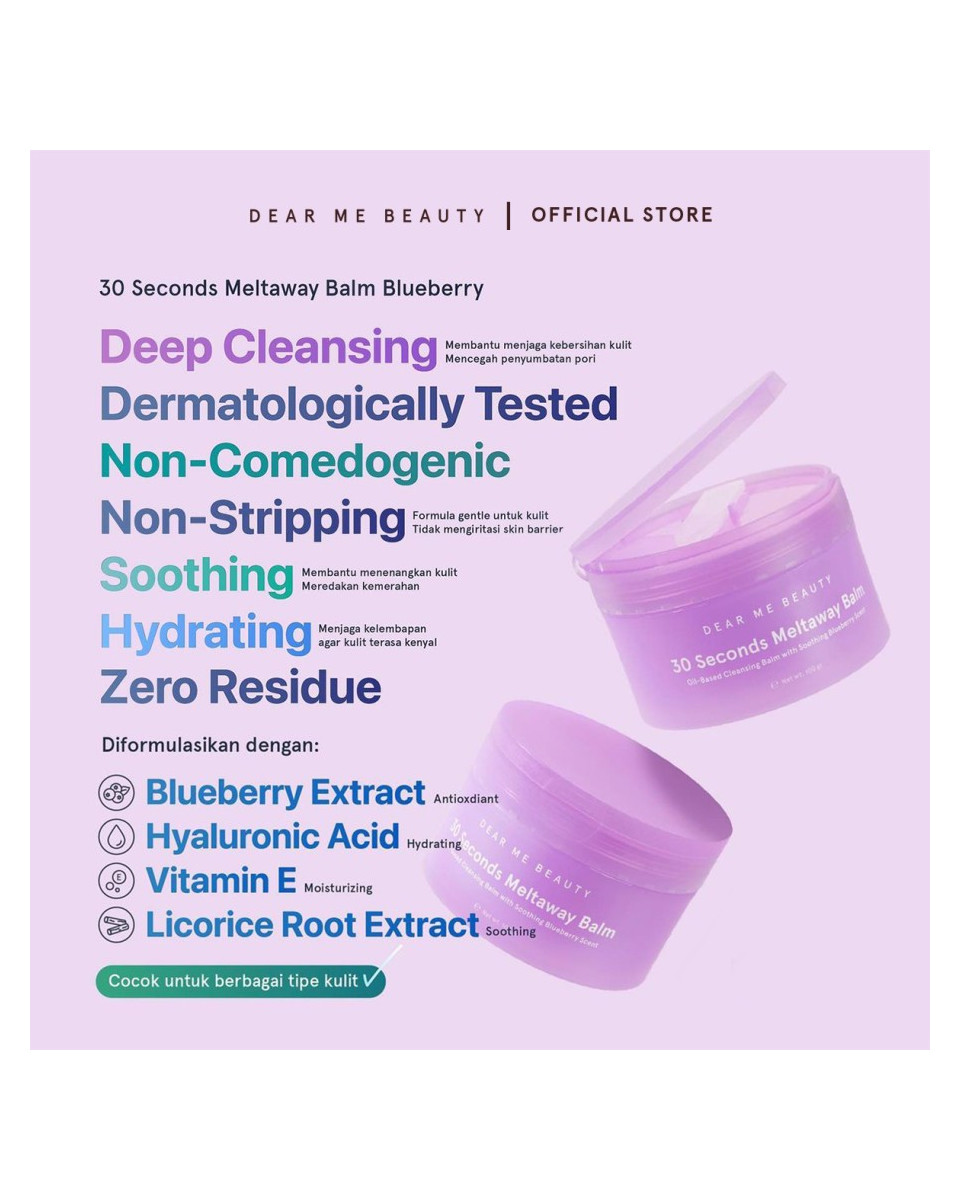 DEAR ME BEAUTY | OFFICIAL STORE
30 Seconds Meltaway Balm Blueberry
Deep Cleansing
Membantu menjaga kebersihan kulit
Mencegah penyumbatan pori
Dermatologically Tested
Non-Comedogenic
Non-Stripping
Formula gentle untuk kulit
Tidak mengiritasi skin barrier
Soothing
Membantu menenangkan kulit
Meredakan kemerahan
Hydrating
Menjaga kelembapan
agar kulit terasa kenyal
Zero Residue
Diformulasikan dengan:
Blueberry Extract Antioxdiant
Hyaluronic Acid Hydrating
E
Vitamin E Moisturizing
Licorice Root Extract Soothing
Cocok untuk berbagai tipe kulit
DEAR ME BEAUTY
30 Seconds Meltaway Balm
Oil-Based Cleansing Balm with Soothing Blueberry Scent
Net wt.
DEAR ME BEAUTY
30 Seconds Meltaway Balm
Cleansing Balm with Soothing Blueberry Scent